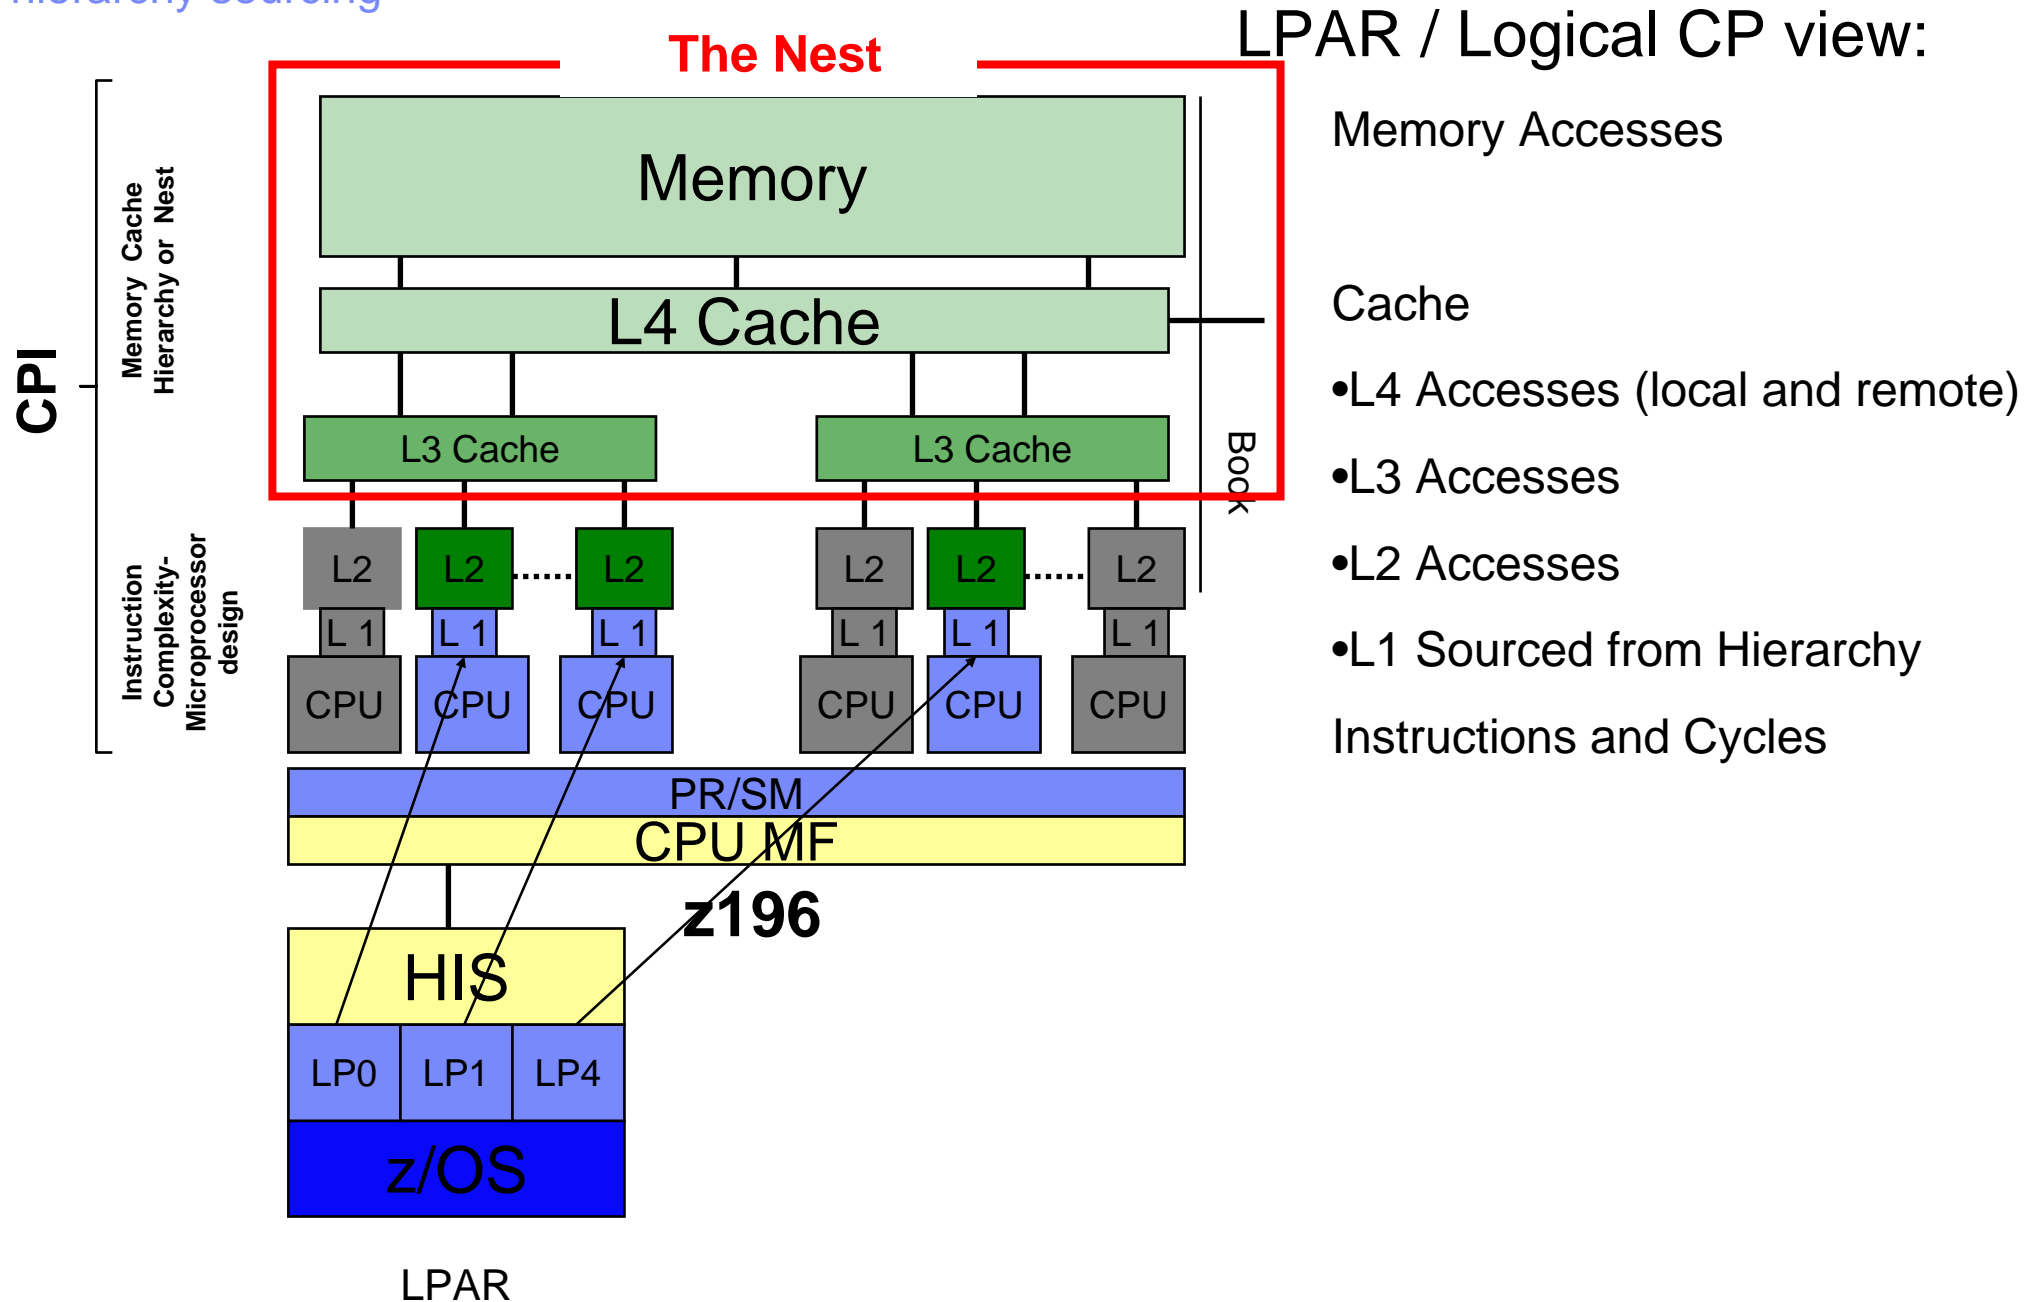 hierarchy sourcing
LPAR / Logical CP view:
The Nest
Memory
L4 Cache
L3 Cache
L3 Cache
Book
CPI
Memory Cache
Hierarchy or Nest
Instruction
Complexity-
Microprocessor
design
L2
L2
L2
L2
L2
L2
L 1
L 1
L 1
L 1
L 1
L 1
CPU
CPU
CPU
CPU
CPU
CPU
PR/SM
CPU MF
z196
HIS
LP0
LP1
LP4
z/OS
LPAR
Memory Accesses
Cache
•L4 Accesses (local and remote)
•L3 Accesses
•L2 Accesses
•L1 Sourced from Hierarchy
Instructions and Cycles